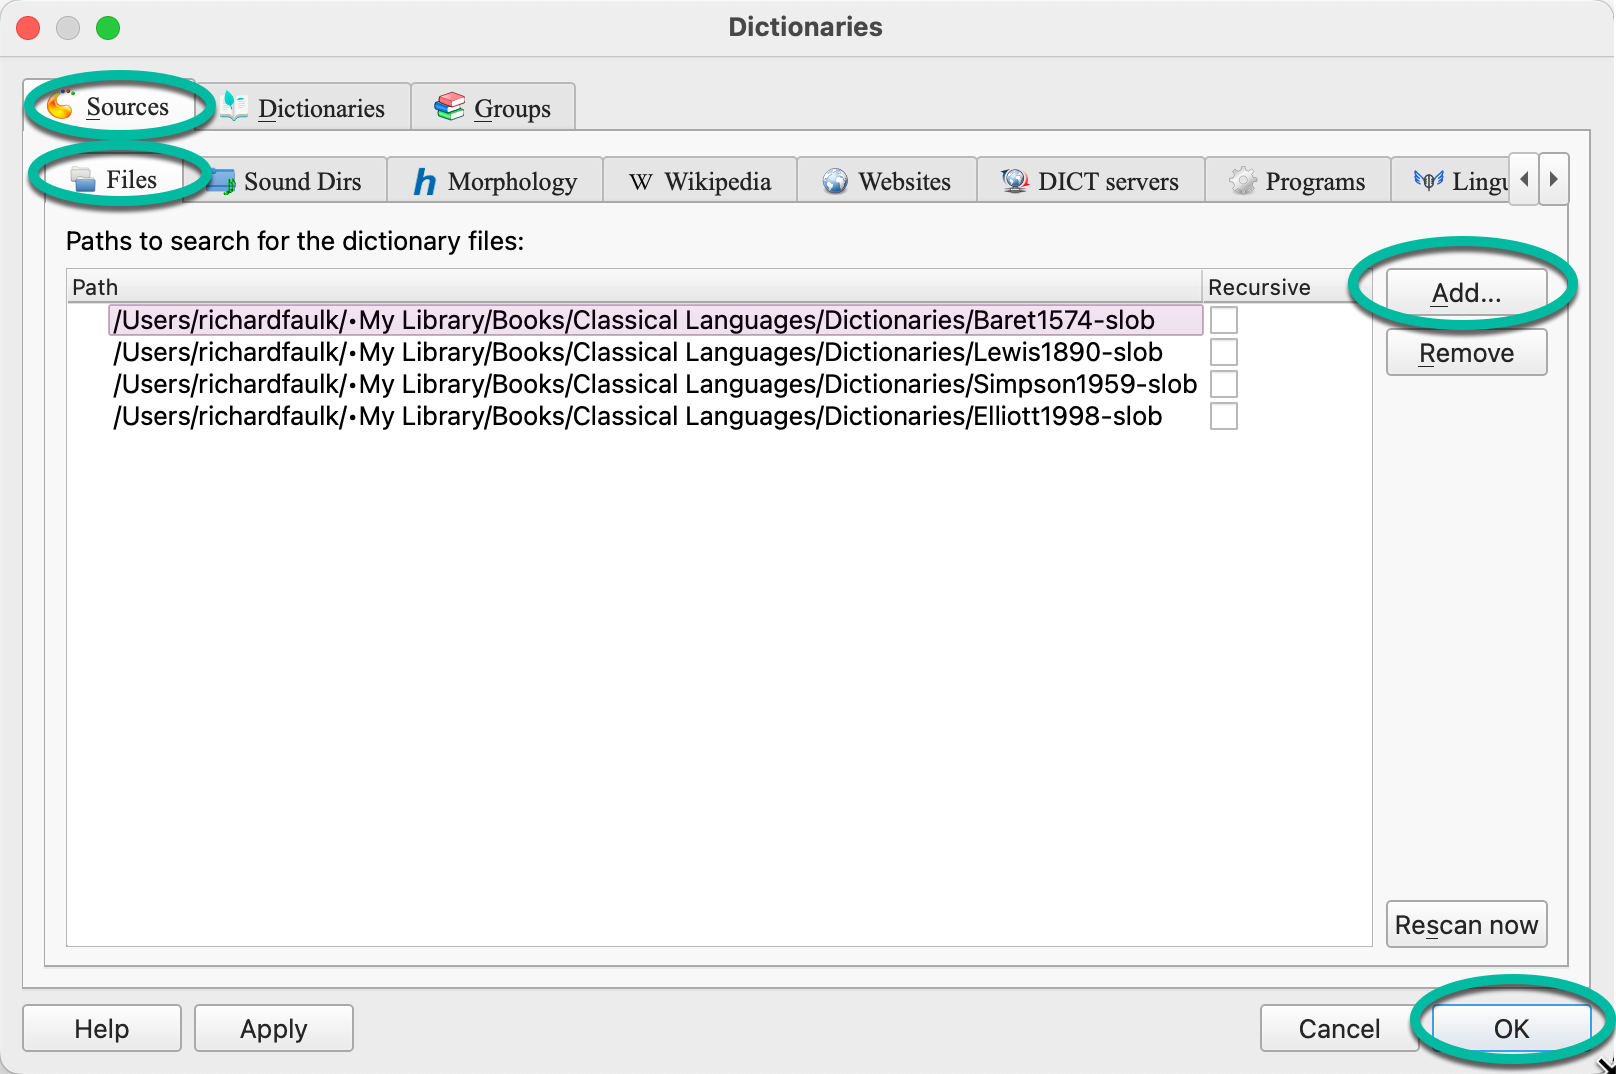 Dictionaries
Sources Dictionaries Groups
Files Sound Dirs h Morphology W Wikipedia Websites DICT servers Programs Lingu
Paths to search for the dictionary files:
Path Recursive
/Users/richardfaulk/•My Library/Books/Classical Languages/Dictionaries/Baret1574-slob
/Users/richardfaulk/•My Library/Books/Classical Languages/Dictionaries/Lewis1890-slob
/Users/richardfaulk/•My Library/Books/Classical Languages/Dictionaries/Simpson1959-slob
/Users/richardfaulk/•My Library/Books/Classical Languages/Dictionaries/Elliott1998-slob
Add...
Remove
Rescan now
Help Apply Cancel OK